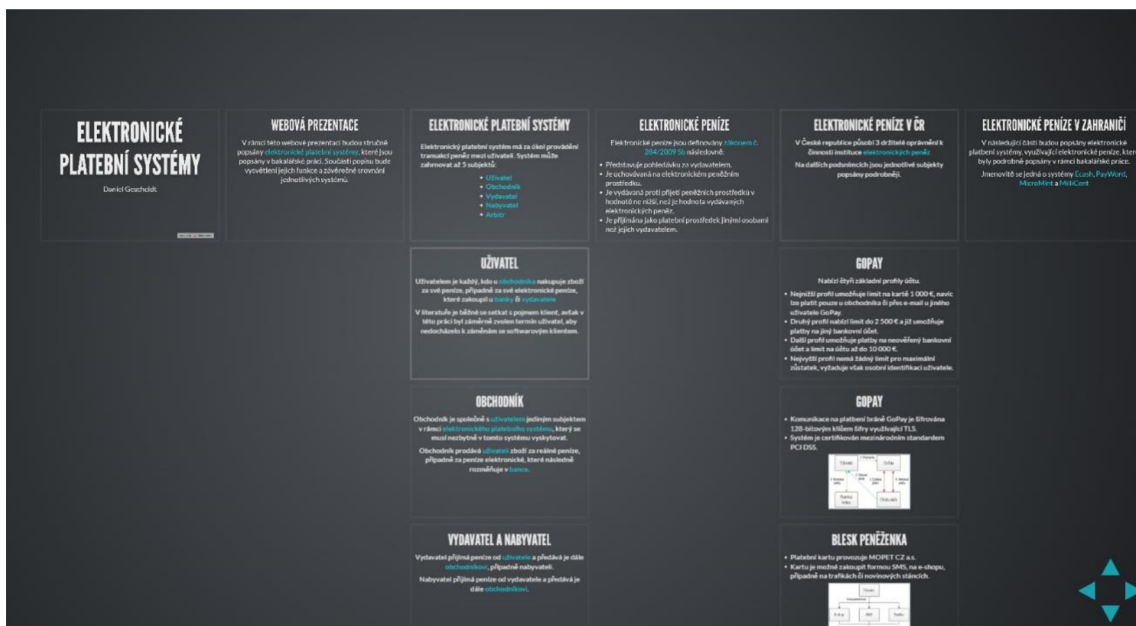 ELEKTRONICKÉ
PLATEBNÍ SYSTÉMY
WEBOVÁ PREZENTACE
V rámci této webové prezentaci budou stručně
popsány elektronické platební systémy, které jsou
popsány v bakalářské práci. Součástí popisu bude
vysvětlení jejich funkce a závěrečné srovnání
jednotlivých systémů.
ELEKTRONICKÉ PLATEBNÍ SYSTÉMY
Elektronický platební systém má za úkol provádění
transakcí peněz mezi uživateli. Systém může
zahrnovat až 5 subjektů:
• Uživatel
• Obchodník
• Vydavatel
• Nabyvatel
• Arbitr
UŽIVATEL
Uživatelem je každý, kdo u obchodníka nakupuje zboží
za své peníze, případně za své elektronické peníze,
které zakoupil u banky či vydavatele
V literatuře je běžné se setkat s pojmem klient, avšak v
této práci byl záměrně zvolen termín uživatel, aby
nedocházelo k záměnám se softwarovým klientem.
OBCHODNÍK
Obchodník je společně s uživatelem jediným subjektem
v rámci elektronického platebního systému, který se
musí nezbytně v tomto systému vyskytovat.
Obchodník prodává uživateli zboží za reálné peníze,
případně za peníze elektronické, které následně
rozměňuje v bance.
VYDAVATEL A NABYVATEL
Vydavatel přijímá peníze od uživatele a předává je dále
obchodníkovi, případně nabyvateli.
Nabyvatel přijímá peníze od vydavatele a předává je
dále obchodníkovi.
ELEKTRONICKÉ PENÍZE
Elektronické peníze jsou definovány zákonem č.
284/2009 Sb následovně:
• Představuje pohledávku za vydavatelem.
• Je uchovávána na elektronickém peněžním
prostředku.
• Je vydávána proti přijetí peněžních prostředků v
hodnotě ne nižší, než je hodnota vydávaných
elektronických peněz.
• Je přijímána jako platební prostředek jinými osobami
než jejich vydavatelem.
ELEKTRONICKÉ PENÍZE V ČR
V České republice působí 3 držitelé oprávnění k
činnosti instituce elektronických peněz
Na dalších podsnímcích jsou jednotlivé subjekty
popsány podrobněji.
GOPAY
Nabízí čtyři základní profily účtu.
• Nejnižší profil umožňuje limit na kartě 1 000 €, navíc
lze platit pouze u obchodníka či přes e-mail u jiného
uživatele GoPay.
• Druhý profil nabízí limit do 2 500 € a již umožňuje
platby na jiný bankovní účet.
• Další profil umožňuje platby na neověřený bankovní
účet a limit na účtu až do 10 000 €.
• Nejvyšší profil nemá žádný limit pro maximální
zůstatek, vyžaduje však osobní identifikaci uživatele.
GOPAY
• Komunikace na platební bráně GoPay je šifrována
128-bitovým klíčem šifry využívající TLS.
• Systém je certifikován mezinárodním standardem
PCI DSS.
BLESK PENĚŽENKA
• Platební kartu provozuje MOPET CZ a.s.
• Kartu je možné zakoupit formou SMS, na e-shopu,
případně na trafikách či novinových stáncích.
ELEKTRONICKÉ PENÍZE V ZAHRANIČÍ
V následující části budou popsány elektronické
platební systémy, využívající elektronické peníze, kter
byly podrobně popsány v rámci bakalářské práce.
Jmenovitě se jedná o systémy Ecash, PayWord,
MicroMint a MilliCent